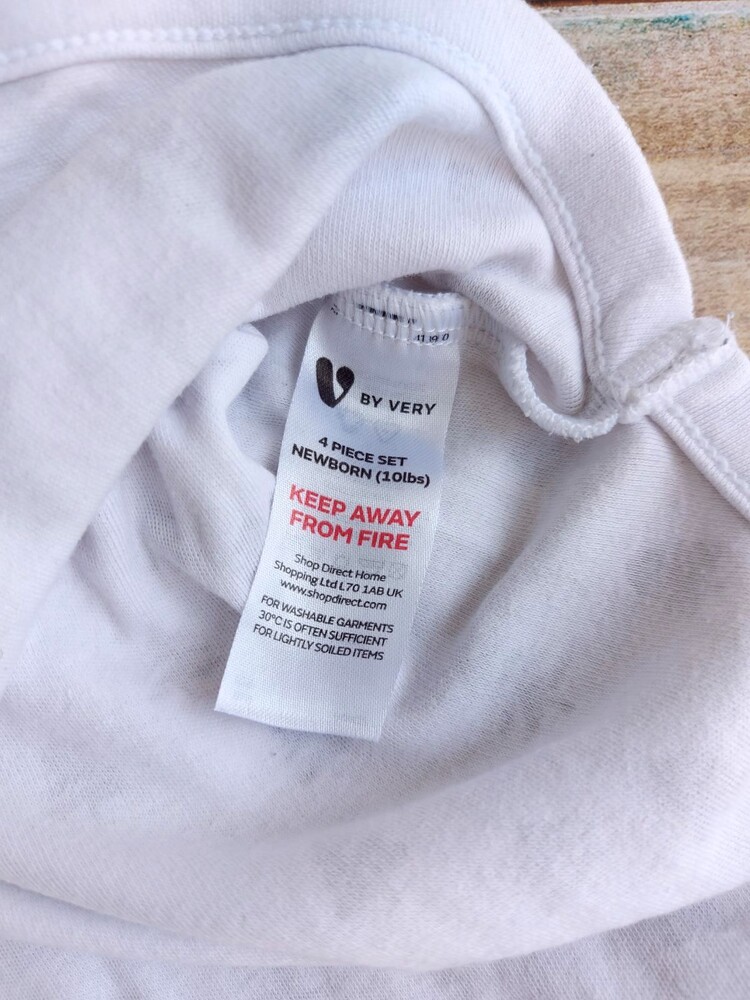 V BY VERY
4 PIECE SET
NEWBORN (10lbs)
KEEP AWAY
FROM FIRE
Shop Direct Home
Shopping Ltd L70 1AB UK
www.shopdirect.com
FOR WASHABLE GARMENTS
30°C IS OFTEN SUFFICIENT
FOR LIGHTLY SOILED ITEMS